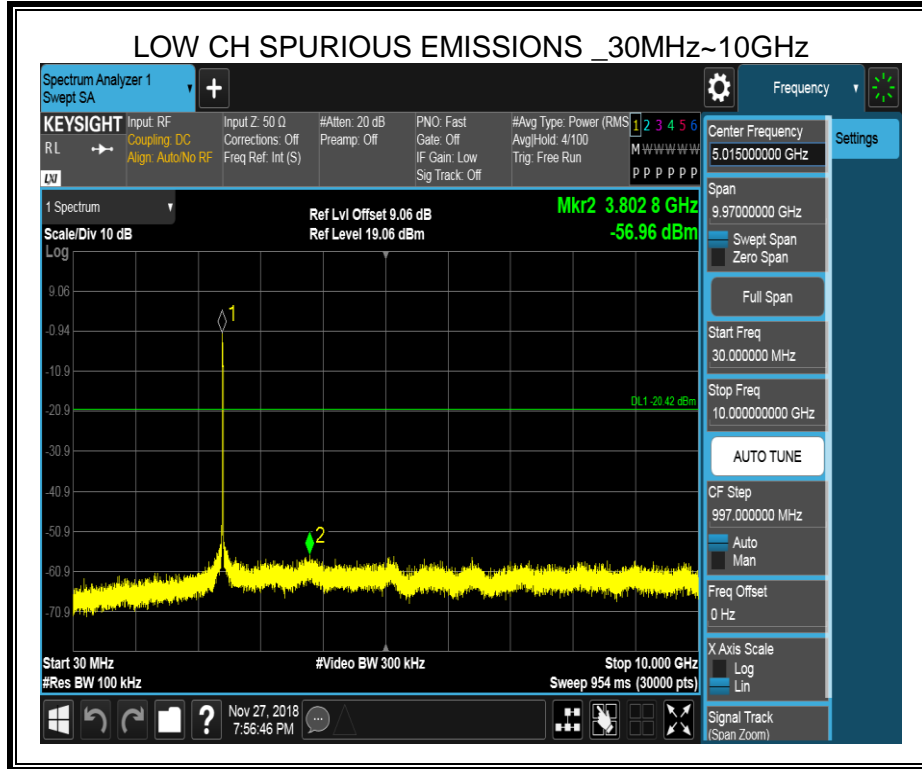 LOW CH SPURIOUS EMISSIONS _30MHz~10GHz
Spectrum Analyzer 1
Swept SA
+
Frequency
KEYSIGHT
RL
LXI
Input: RF
Coupling: DC
Align: Auto/No RF
Input Z: 50 Ω
Corrections: Off
Freq Ref: Int (S)
#Atten: 20 dB
Preamp: Off
PNO: Fast
Gate: Off
IF Gain: Low
Sig Track: Off
#Avg Type: Power (RMS
Avg|Hold: 4/100
Trig: Free Run
1 2 3 4 5 6
M W W W W W
P P P P P P
1 Spectrum
Scale/Div 10 dB
Ref Lvl Offset 9.06 dB
Ref Level 19.06 dBm
Mkr2 3.802 8 GHz
-56.96 dBm
Log
9.06
-0.94
-10.9
-20.9
-30.9
-40.9
-50.9
-60.9
-70.9
1
DL1 -20.42 dBm
2
Start 30 MHz
#Res BW 100 kHz
#Video BW 300 kHz
Stop 10.000 GHz
Sweep 954 ms (30000 pts)
?
Nov 27, 2018
7:56:46 PM
Center Frequency
5.015000000 GHz
Settings
Span
9.97000000 GHz
Swept Span
Zero Span
Full Span
Start Freq
30.000000 MHz
Stop Freq
10.000000000 GHz
AUTO TUNE
CF Step
997.000000 MHz
Auto
Man
Freq Offset
0 Hz
X Axis Scale
Log
Lin
Signal Track
(Span Zoom)